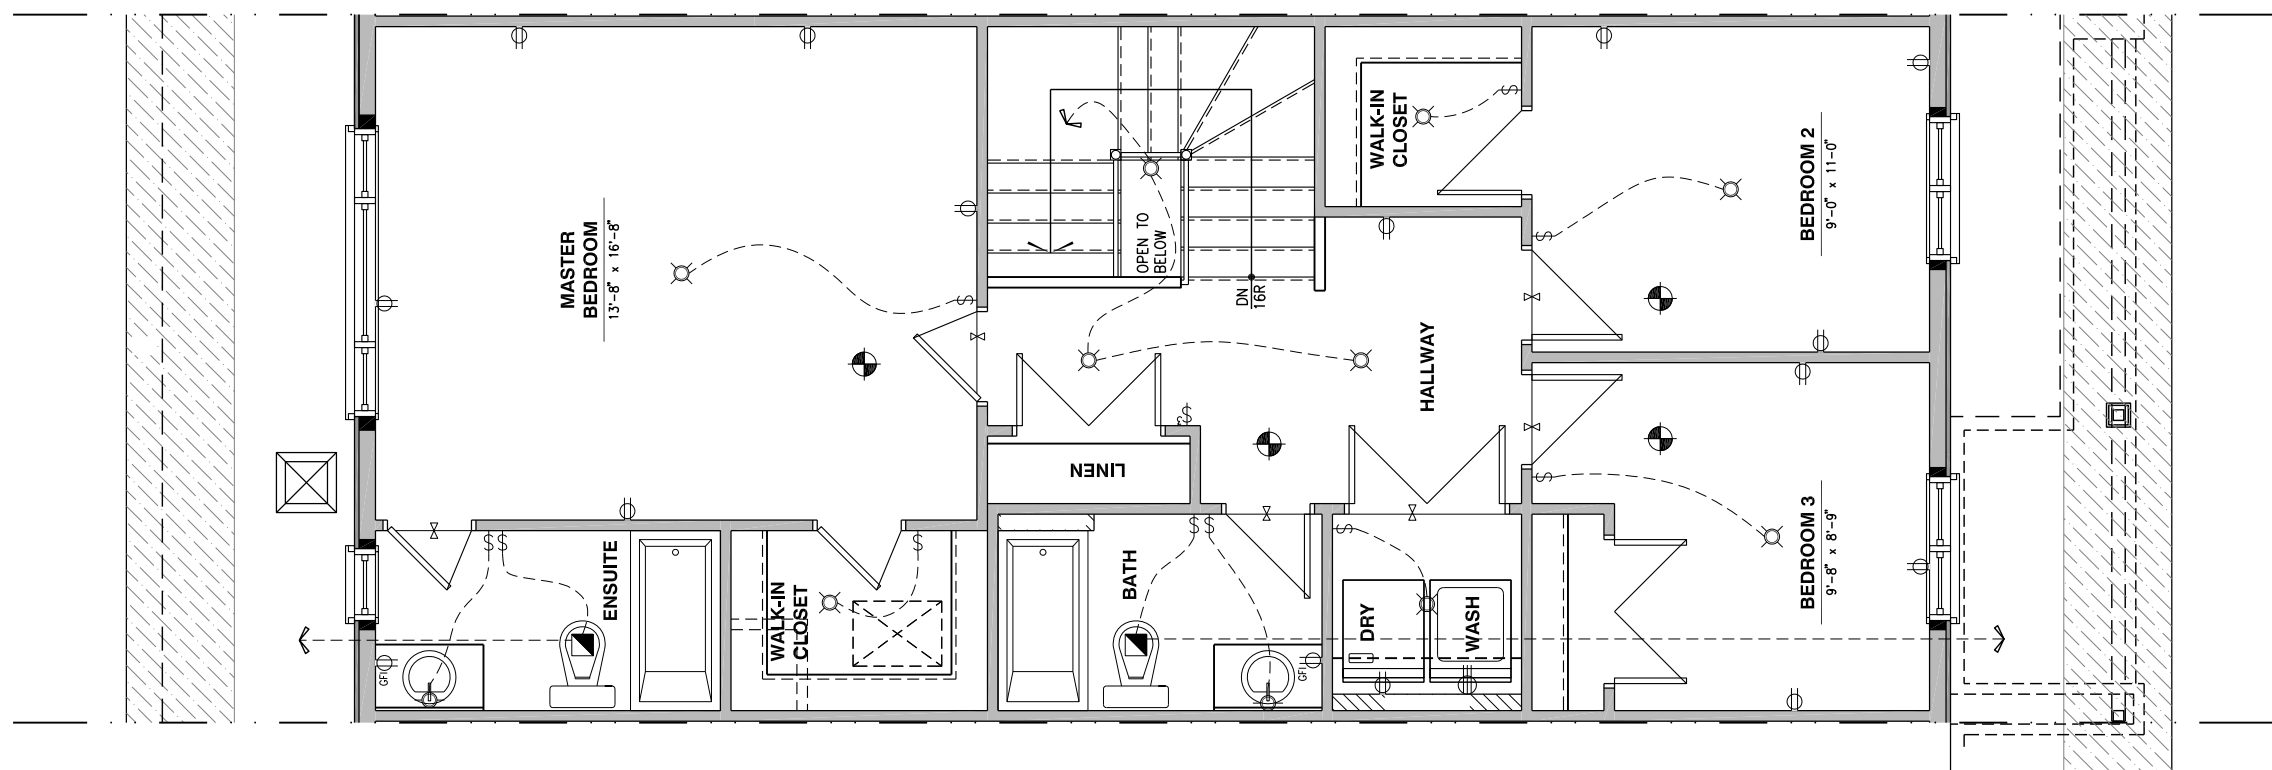 MASTER
BEDROOM
13'-8" x 16'-8"
OPEN TO
BELOW
DN
16R
WALK-IN
CLOSET
BEDROOM 2
9'-0" x 11-0"
HALLWAY
LINEN
BEDROOM 3
9'-8" x 8'-9"
ENSUITE
GFI
WALK-IN
CLOSET
BATH
GFI
DRY
WASH
$
$
$
$
$
$
$
$
$
$
$
$
$